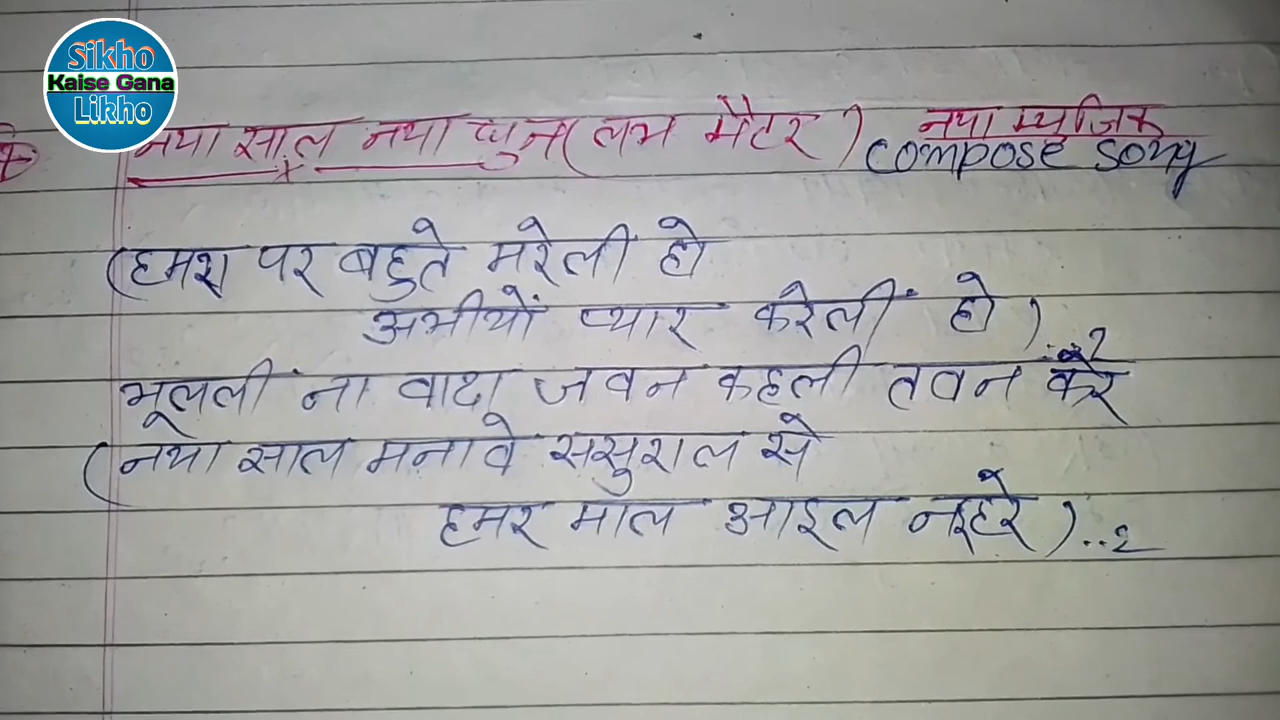 Sikho
Kaise Gana
Likho
नया साल नया धुन (लभ मैटर) नया म्युजिक
compose song
(हमरा पर बहुते मरेली हो
अभीयों प्यार करेलीं हो)..2
भूलली ना वादा जवन कहली तवन करे
(नया साल मनावे ससुराल से
हमर माल आइल नइहरे)..2